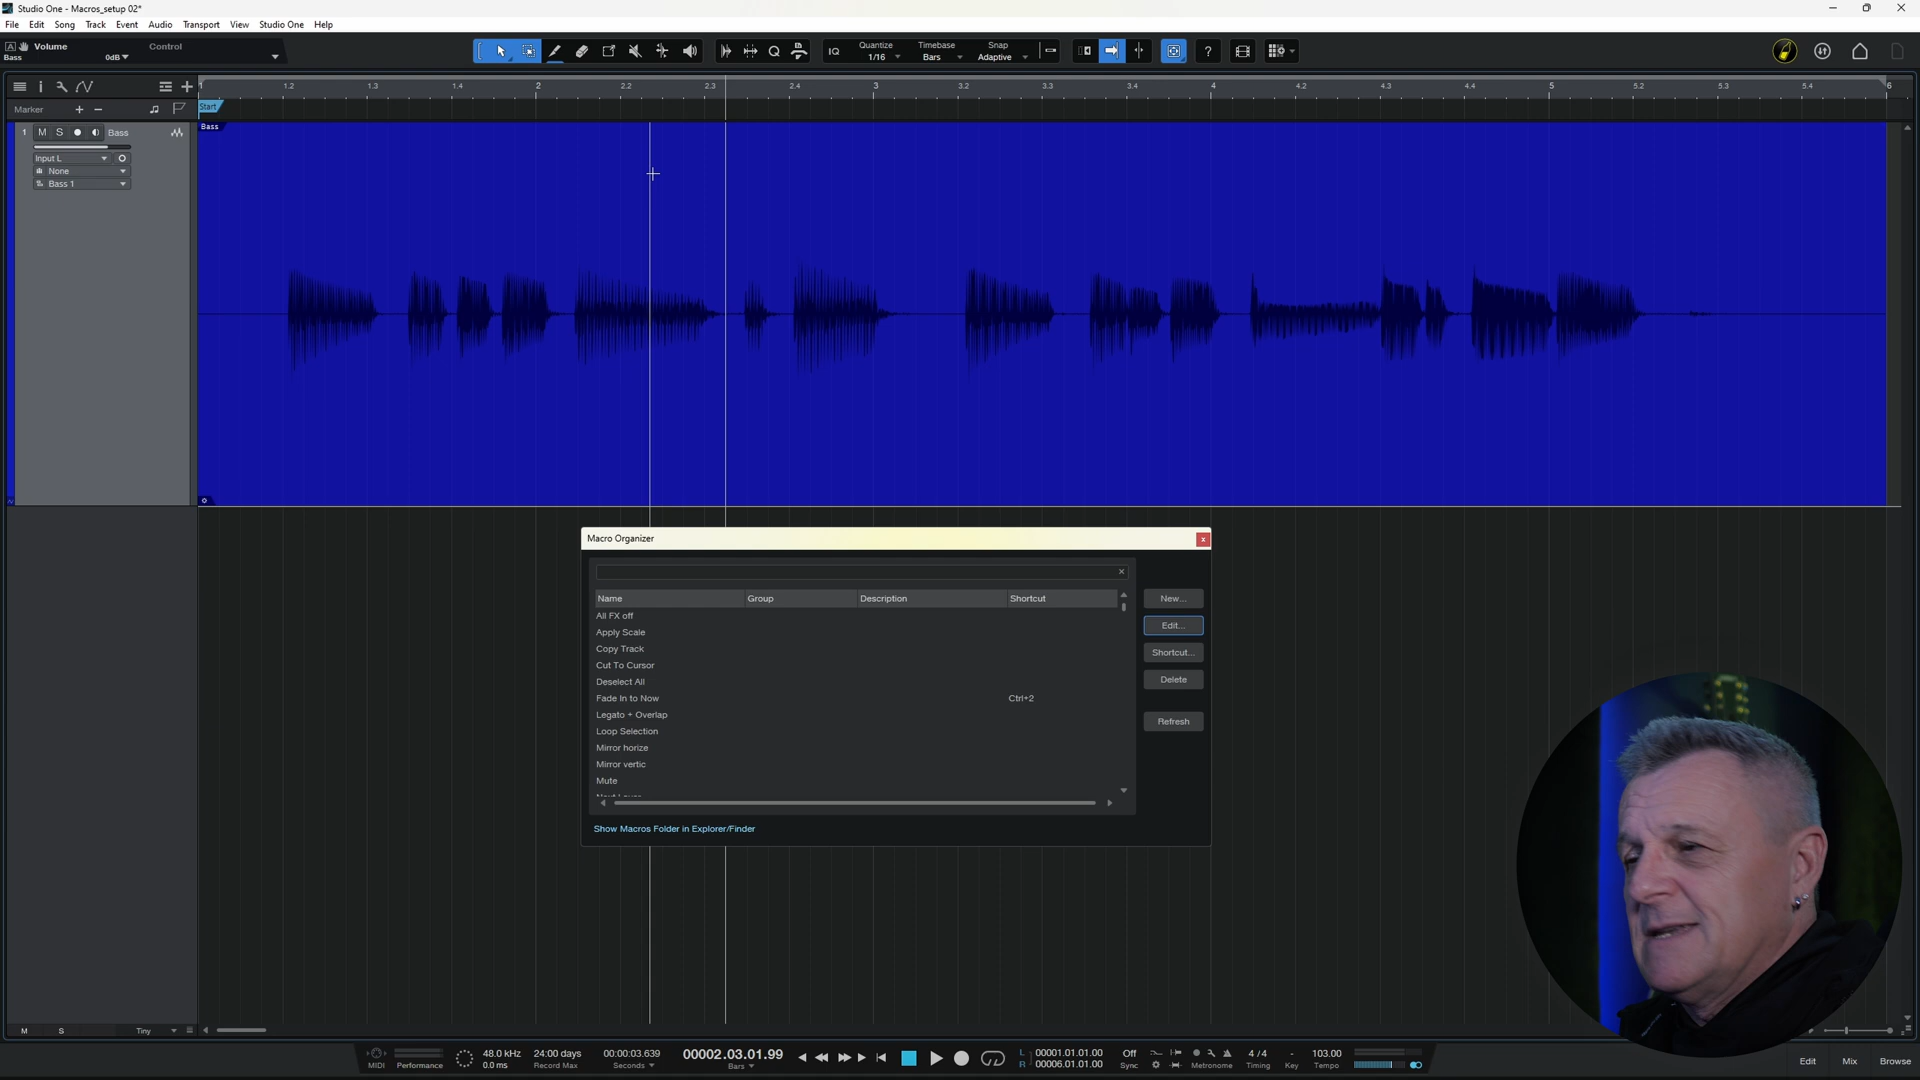 Studio One - Macros_setup 02*
File Edit Song Track Event Audio Transport View Studio One Help
A Volume Control
Bass 0dB
IQ Quantize Timebase Snap
1/16 Bars Adaptive
?
1 1.2 1.3 1.4 2 2.2 2.3 2.4 3 3.2 3.3 3.4 4 4.2 4.3 4.4 5 5.2 5.3 5.4 6
Marker + − Start
1 M S Bass
Bass
Input L
None
Bass 1
Macro Organizer
Name Group Description Shortcut
All FX off
Apply Scale
Copy Track
Cut To Cursor
Deselect All
Fade In to Now Ctrl+2
Legato + Overlap
Loop Selection
Mirror horize
Mirror vertic
Mute
New...
Edit...
Shortcut...
Delete
Refresh
Show Macros Folder in Explorer/Finder
M S Tiny
MIDI Performance
48.0 kHz
0.0 ms
24:00 days
Record Max
00:00:03.639
Seconds
00002.03.01.99
Bars
L 00001.01.01.00
R 00006.01.01.00
Off
Sync
Metronome
4 / 4
Timing
-
Key
103.00
Tempo
Edit Mix Browse